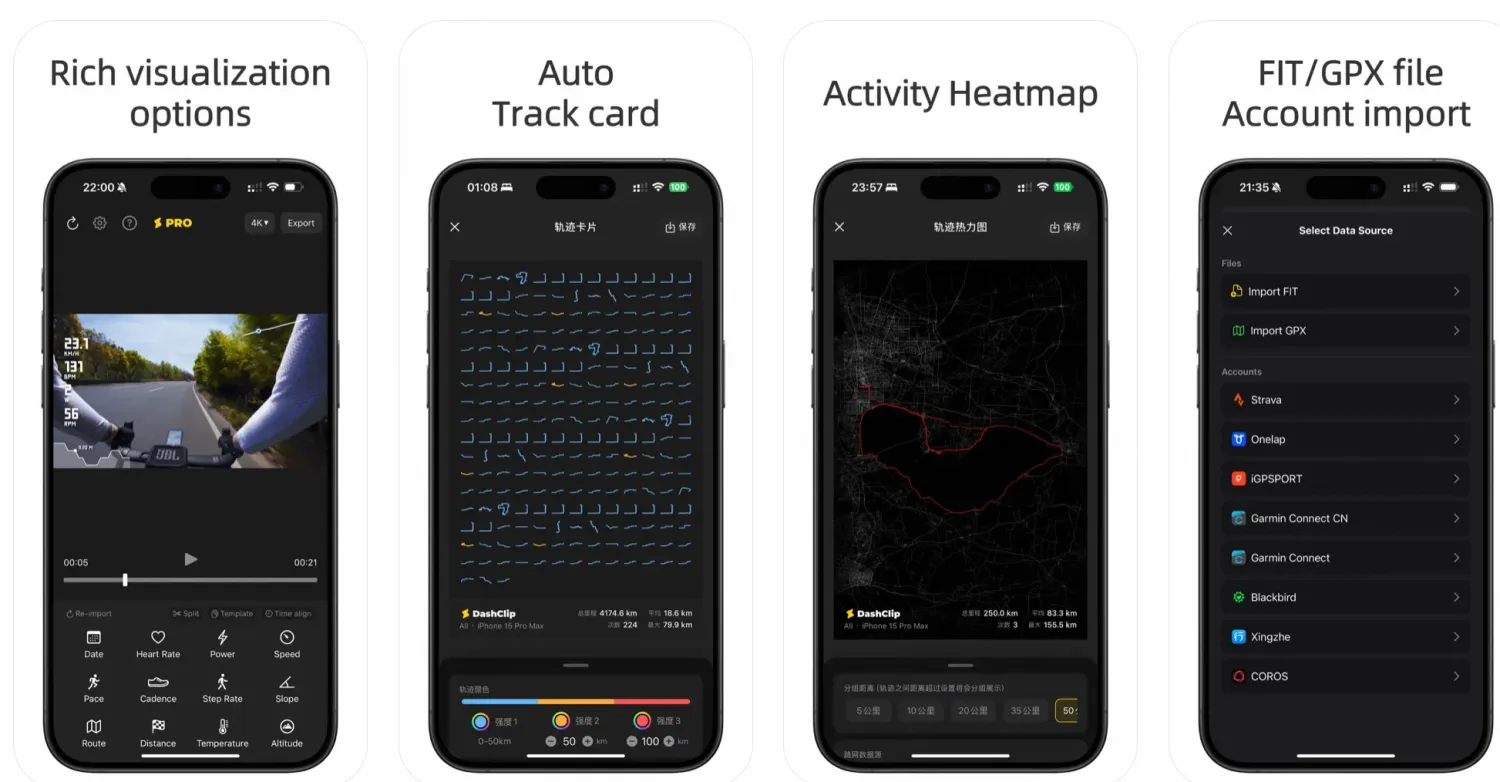 Rich visualization
options
22:00
PRO
4K▾
Export
23.1
KM/H
131
BPM
56
RPM
JBL
00:05
00:21
Re-import
Split
Template
Time align
Date
Heart Rate
Power
Speed
Pace
Cadence
Step Rate
Slope
Route
Distance
Temperature
Altitude
Auto
Track card
01:08
100
轨迹卡片
保存
DashClip
All · iPhone 15 Pro Max
总里程 4174.6 km 平均 18.6 km
次数 224 最大 79.9 km
轨迹颜色
强度 1
强度 2
强度 3
0~50km
50 km
100 km
Activity Heatmap
23:57
100
轨迹热力图
保存
DashClip
All · iPhone 15 Pro Max
总里程 250.0 km 平均 83.3 km
次数 3 最大 155.5 km
分组距离 (轨迹之间距离超过设置将会分组展示)
5 公里
10 公里
20 公里
35 公里
50
路网数据源
FIT/GPX file
Account import
21:35
Select Data Source
Files
Import FIT
Import GPX
Accounts
Strava
Onelap
iGPSPORT
Garmin Connect CN
Garmin Connect
Blackbird
Xingzhe
COROS